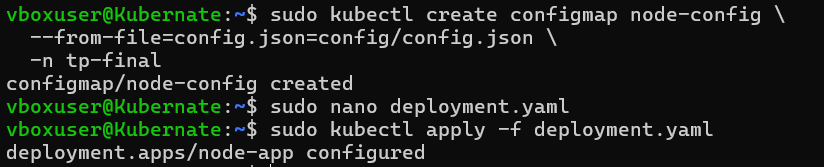 vboxuser@Kubernate:~$ sudo kubectl create configmap node-config \
  --from-file=config.json=config/config.json \
  -n tp-final
configmap/node-config created
vboxuser@Kubernate:~$ sudo nano deployment.yaml
vboxuser@Kubernate:~$ sudo kubectl apply -f deployment.yaml
deployment.apps/node-app configured